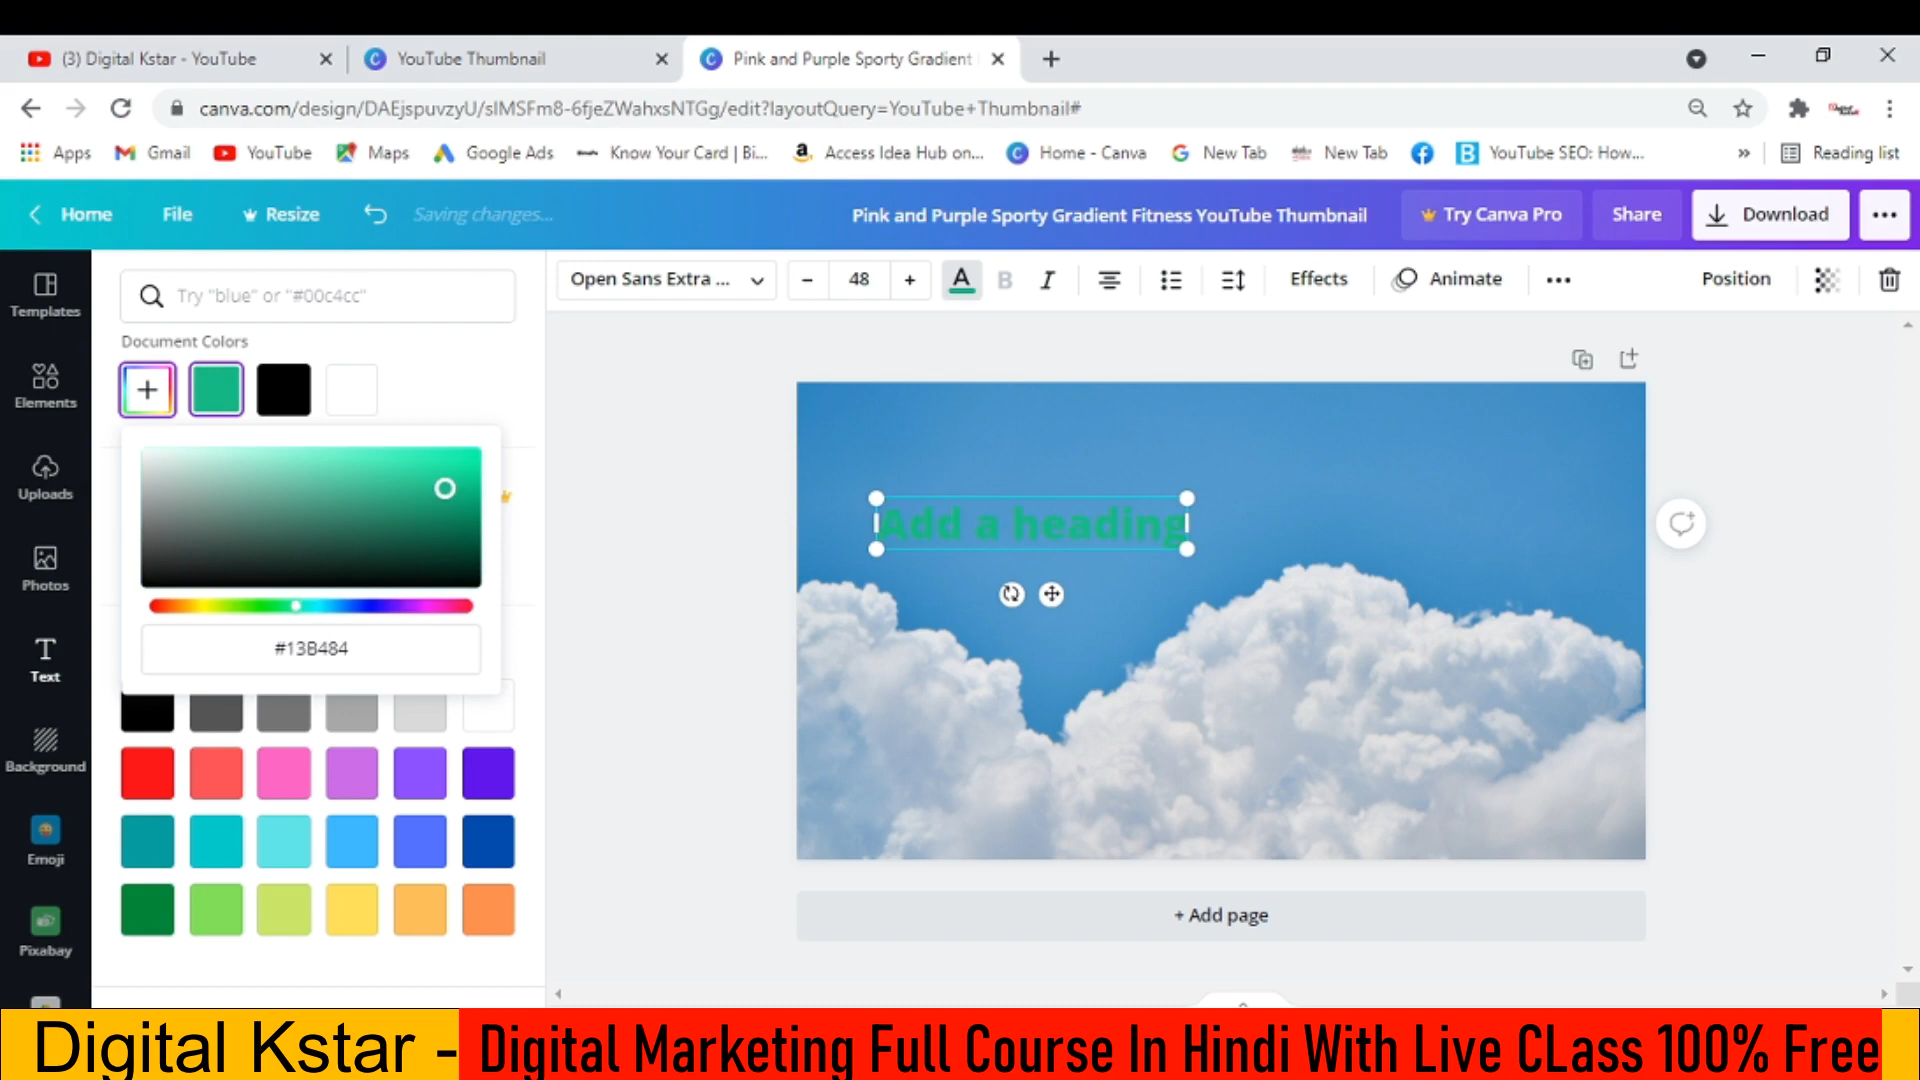 (3) Digital Kstar - YouTube
YouTube Thumbnail
Pink and Purple Sporty Gradient
canva.com/design/DAEjspuvzyU/sIMSFm8-6fjeZWahxsNTGg/edit?layoutQuery=YouTube+Thumbnail#
Apps
Gmail
YouTube
Maps
Google Ads
Know Your Card | Bi...
Access Idea Hub on...
Home - Canva
New Tab
New Tab
YouTube SEO: How...
»
Reading list
Home
File
Resize
Saving changes...
Pink and Purple Sporty Gradient Fitness YouTube Thumbnail
Try Canva Pro
Share
Download
Open Sans Extra ...
– 48 +
A
B
I
Effects
Animate
Position
Try "blue" or "#00c4cc"
Document Colors
#13B484
Templates
Elements
Uploads
Photos
Text
Background
Emoji
Pixabay
Add a heading
+ Add page
Digital Kstar - Digital Marketing Full Course In Hindi With Live CLass 100% Free